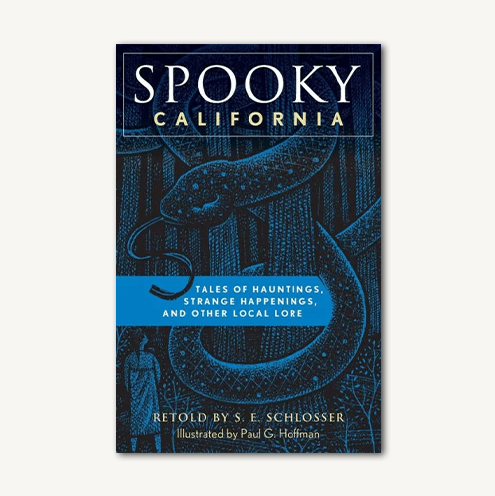 SPOOKY
CALIFORNIA
TALES OF HAUNTINGS,
STRANGE HAPPENINGS,
AND OTHER LOCAL LORE
RETOLD BY S. E. SCHLOSSER
Illustrated by Paul G. Hoffman